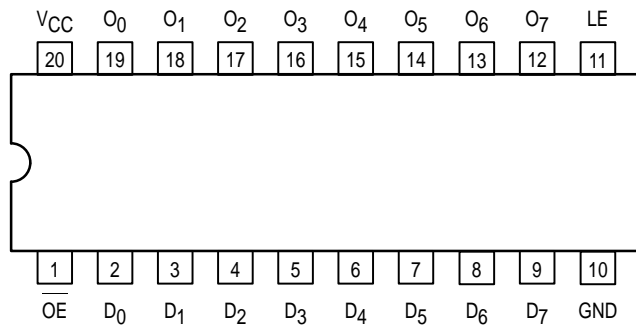 VCC O0 O1 O2 O3 O4 O5 O6 O7 LE
20 19 18 17 16 15 14 13 12 11
1 2 3 4 5 6 7 8 9 10
O̅E̅ D0 D1 D2 D3 D4 D5 D6 D7 GND